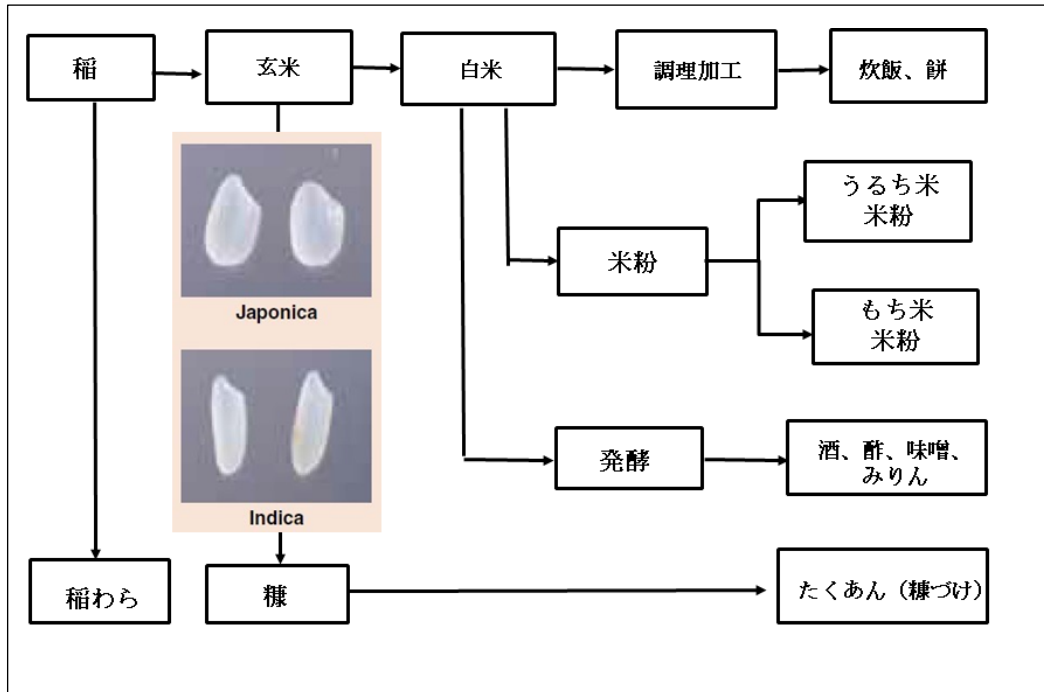 稲
玄米
白米
調理加工
炊飯、餅
Japonica
Indica
うるち米
米粉
米粉
もち米
米粉
発酵
酒、酢、味噌、
みりん
稲わら
糠
たくあん（糠づけ）